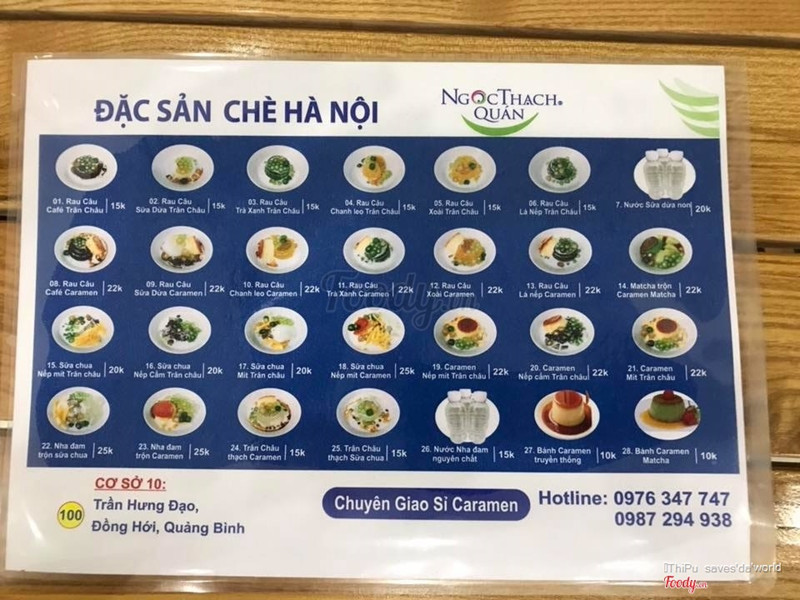 ĐẶC SẢN CHÈ HÀ NỘI
NGỌC THẠCH®
QUÁN
01. Rau Câu
Café Trân Châu 15k
02. Rau Câu
Sữa Dừa Trân Châu 15k
03. Rau Câu
Trà Xanh Trân Châu 15k
04. Rau Câu
Chanh leo Trân Châu 15k
05. Rau Câu
Xoài Trân Châu 15k
06. Rau Câu
Lá Nếp Trân Châu 15k
7. Nước Sữa dừa non 20k
08. Rau Câu
Café Caramen 22k
09. Rau Câu
Sữa Dừa Caramen 22k
10. Rau Câu
Chanh leo Caramen 22k
11. Rau Câu
Trà Xanh Caramen 22k
12. Rau Câu
Xoài Caramen 22k
13. Rau Câu
Lá nếp Caramen 22k
14. Matcha trộn
Caramen Matcha 22k
15. Sữa chua
Nếp mít Trân châu 20k
16. Sữa chua
Nếp Cẩm Trân châu 20k
17. Sữa chua
Mít Trân châu 20k
18. Sữa chua
Nếp mít Caramen 25k
19. Caramen
Nếp mít Trân châu 22k
20. Caramen
Nếp cẩm Trân châu 22k
21. Caramen
Mít Trân châu 22k
22. Nha đam
trộn sữa chua 25k
23. Nha đam
trộn Caramen 25k
24. Trân Châu
thạch Caramen 15k
25. Trân Châu
thạch Sữa chua 15k
26. Nước Nha đam
nguyên chất 15k
27. Bánh Caramen
truyền thống 10k
28. Bánh Caramen
Matcha 10k
Foody.vn
CƠ SỞ 10:
100 Trần Hưng Đạo,
Đồng Hới, Quảng Bình
Chuyên Giao Sỉ Caramen
Hotline: 0976 347 747
0987 294 938
ThiPu saves'da'world
Foody.vn